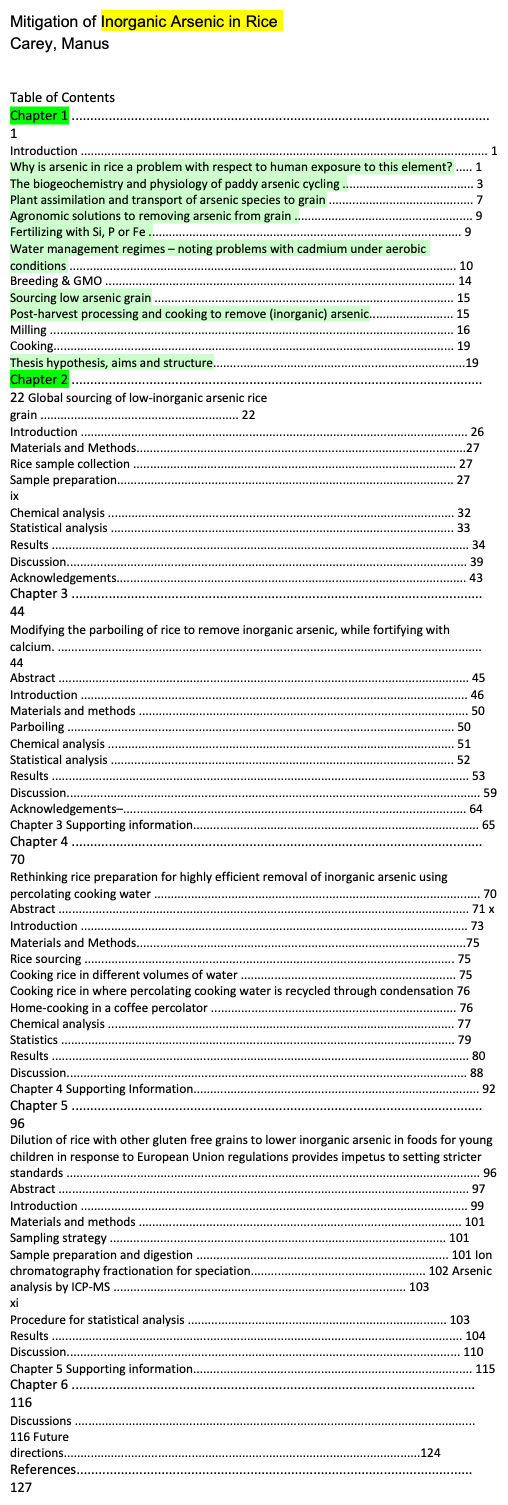 Mitigation of Inorganic Arsenic in Rice
Carey, Manus
Table of Contents
Chapter 1 ........................................................................................................................
1
Introduction ........................................................................................................................ 1
Why is arsenic in rice a problem with respect to human exposure to this element? ..... 1
The biogeochemistry and physiology of paddy arsenic cycling ....................................... 3
Plant assimilation and transport of arsenic species to grain ........................................... 7
Agronomic solutions to removing arsenic from grain ..................................................... 9
Fertilizing with Si, P or Fe ............................................................................................. 9
Water management regimes – noting problems with cadmium under aerobic
conditions .................................................................................................................... 10
Breeding & GMO ......................................................................................................... 14
Sourcing low arsenic grain ........................................................................................... 15
Post-harvest processing and cooking to remove (inorganic) arsenic.......................... 15
Milling ......................................................................................................................... 16
Cooking........................................................................................................................ 19
Thesis hypothesis, aims and structure.........................................................................19
Chapter 2 ........................................................................................................................
22 Global sourcing of low-inorganic arsenic rice
grain ............................................................ 22
Introduction .................................................................................................................... 26
Materials and Methods..................................................................................................27
Rice sample collection .................................................................................................. 27
Sample preparation....................................................................................................... 27
ix
Chemical analysis ........................................................................................................ 32
Statistical analysis ....................................................................................................... 33
Results ......................................................................................................................... 34
Discussion.................................................................................................................... 39
Acknowledgements...................................................................................................... 43
Chapter 3 ........................................................................................................................
44
Modifying the parboiling of rice to remove inorganic arsenic, while fortifying with
calcium. ........................................................................................................................
44
Abstract ....................................................................................................................... 45
Introduction ................................................................................................................. 46
Materials and methods ................................................................................................ 50
Parboiling .................................................................................................................... 50
Chemical analysis ........................................................................................................ 51
Statistical analysis ....................................................................................................... 52
Results ......................................................................................................................... 53
Discussion.................................................................................................................... 59
Acknowledgements–.................................................................................................... 64
Chapter 3 Supporting information................................................................................ 65
Chapter 4 ........................................................................................................................
70
Rethinking rice preparation for highly efficient removal of inorganic arsenic using
percolating cooking water ............................................................................................ 70
Abstract ....................................................................................................................... 71 x
Introduction ................................................................................................................. 73
Materials and Methods.................................................................................................75
Rice sourcing ............................................................................................................... 75
Cooking rice in different volumes of water .................................................................. 75
Cooking rice in where percolating cooking water is recycled through condensation 76
Home-cooking in a coffee percolator .......................................................................... 76
Chemical analysis ........................................................................................................ 77
Statistics ...................................................................................................................... 79
Results ......................................................................................................................... 80
Discussion.................................................................................................................... 88
Chapter 4 Supporting Information................................................................................ 92
Chapter 5 ........................................................................................................................
96
Dilution of rice with other gluten free grains to lower inorganic arsenic in foods for young
children in response to European Union regulations provides impetus to setting stricter
standards ..................................................................................................................... 96
Abstract ....................................................................................................................... 97
Introduction ................................................................................................................. 99
Materials and methods ................................................................................................ 101
Sampling strategy ........................................................................................................ 101
Sample preparation and digestion .............................................................................. 101 Ion
chromatography fractionation for speciation..................................................... 102 Arsenic
analysis by ICP-MS ........................................................................................ 103
xi
Procedure for statistical analysis ................................................................................. 103
Results ......................................................................................................................... 104
Discussion.................................................................................................................... 110
Chapter 5 Supporting information................................................................................ 115
Chapter 6 ........................................................................................................................
116
Discussions ........................................................................................................................
116 Future
directions............................................................................................................124
References.......................................................................................................................
127